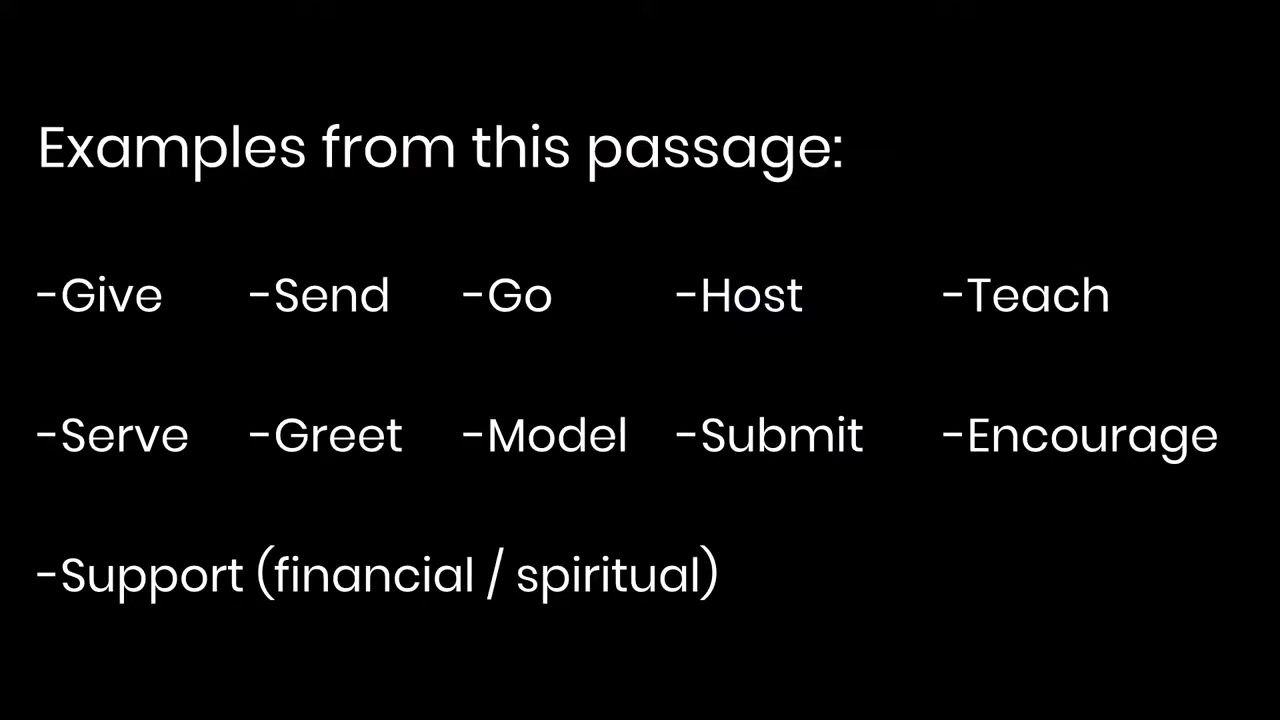 Examples from this passage:
-Give -Send -Go -Host -Teach
-Serve -Greet -Model -Submit -Encourage
-Support (financial / spiritual)